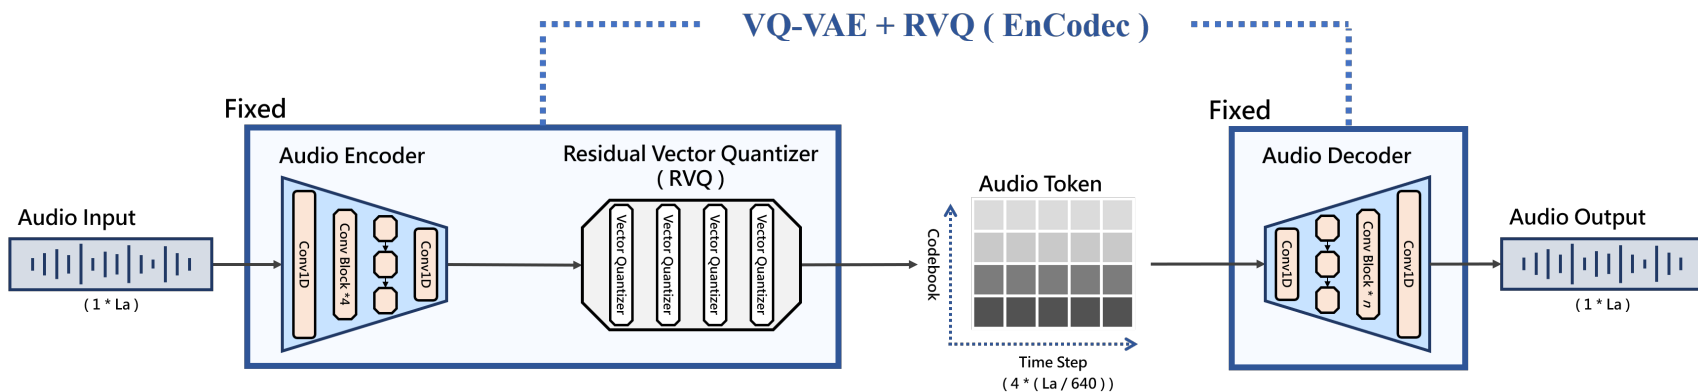 VQ-VAE + RVQ ( EnCodec )
Fixed
Audio Encoder
Conv1D
Conv Block *4
Conv1D
Residual Vector Quantizer
( RVQ )
Vector Quantizer
Vector Quantizer
Vector Quantizer
Vector Quantizer
Audio Input
( 1 * La )
Audio Token
Codebook
Time Step
( 4 * ( La / 640 ) )
Fixed
Audio Decoder
Conv1D
Conv Block * n
Conv1D
Audio Output
( 1 * La )